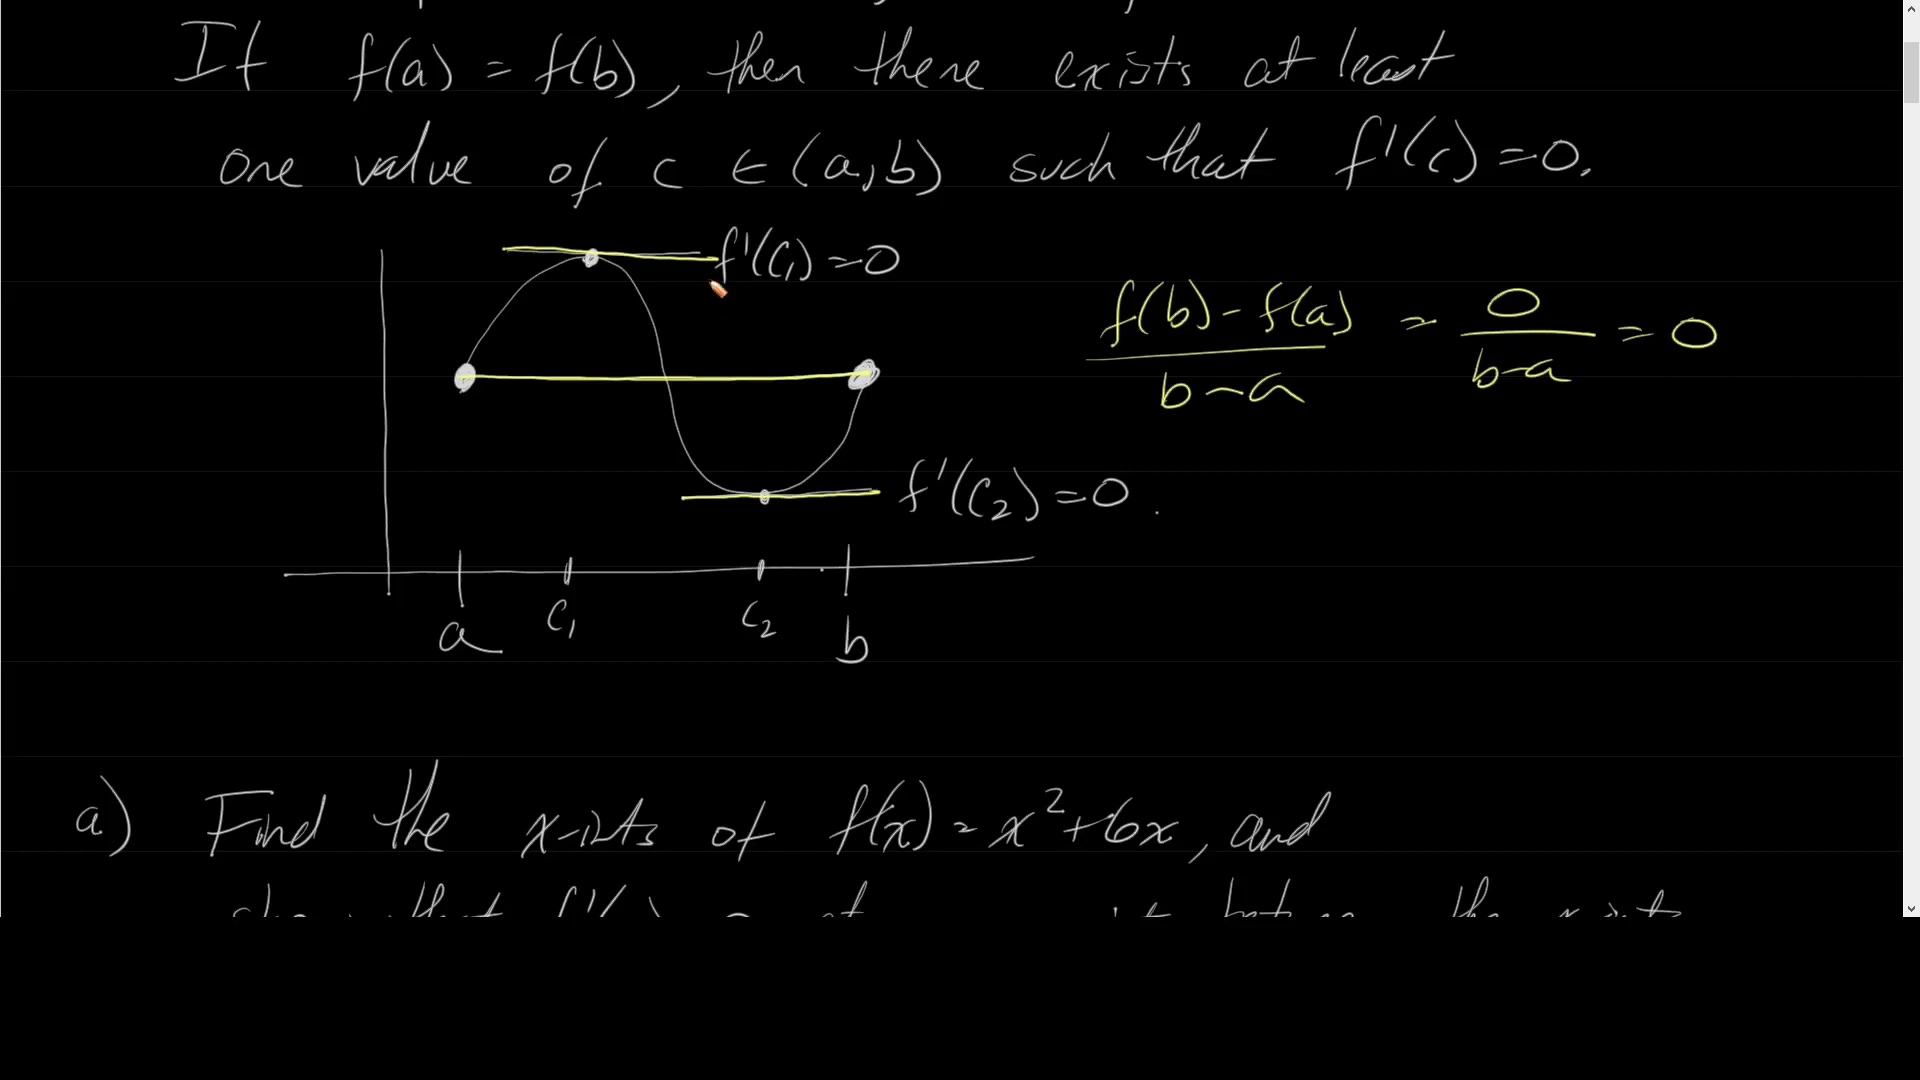 If f(a) = f(b), then there exists at least
one value of c ∈ (a,b) such that f'(c) = 0.
f'(c₁) = 0
f(b) - f(a) / b - a = 0 / b - a = 0
f'(c₂) = 0
a c₁ c₂ b
a) Find the x-ints of f(x) = x² + 6x, and